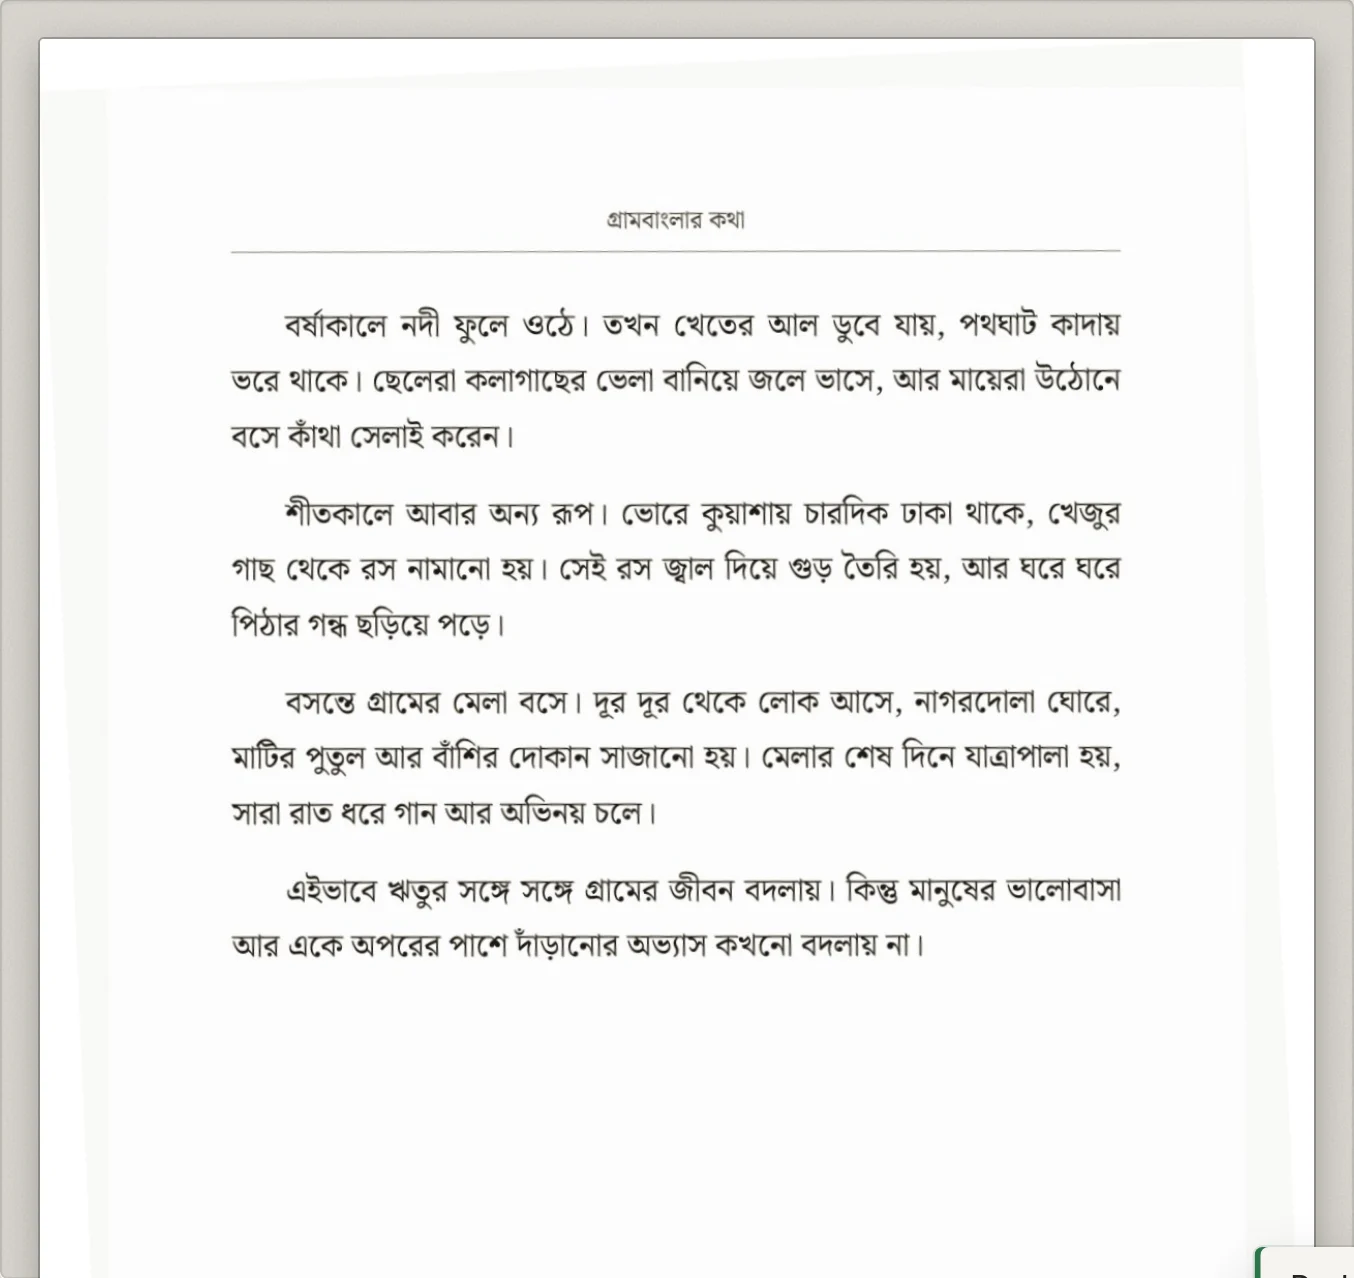 গ্রামবাংলার কথা
বর্ষাকালে নদী ফুলে ওঠে। তখন খেতের আল ডুবে যায়, পথঘাট কাদায়
ভরে থাকে। ছেলেরা কলাগাছের ভেলা বানিয়ে জলে ভাসে, আর মায়েরা উঠোনে
বসে কাঁথা সেলাই করেন।
শীতকালে আবার অন্য রূপ। ভোরে কুয়াশায় চারদিক ঢাকা থাকে, খেজুর
গাছ থেকে রস নামানো হয়। সেই রস জ্বাল দিয়ে গুড় তৈরি হয়, আর ঘরে ঘরে
পিঠার গন্ধ ছড়িয়ে পড়ে।
বসন্তে গ্রামের মেলা বসে। দূর দূর থেকে লোক আসে, নাগরদোলা ঘোরে,
মাটির পুতুল আর বাঁশির দোকান সাজানো হয়। মেলার শেষ দিনে যাত্রাপালা হয়,
সারা রাত ধরে গান আর অভিনয় চলে।
এইভাবে ঋতুর সঙ্গে সঙ্গে গ্রামের জীবন বদলায়। কিন্তু মানুষের ভালোবাসা
আর একে অপরের পাশে দাঁড়ানোর অভ্যাস কখনো বদলায় না।